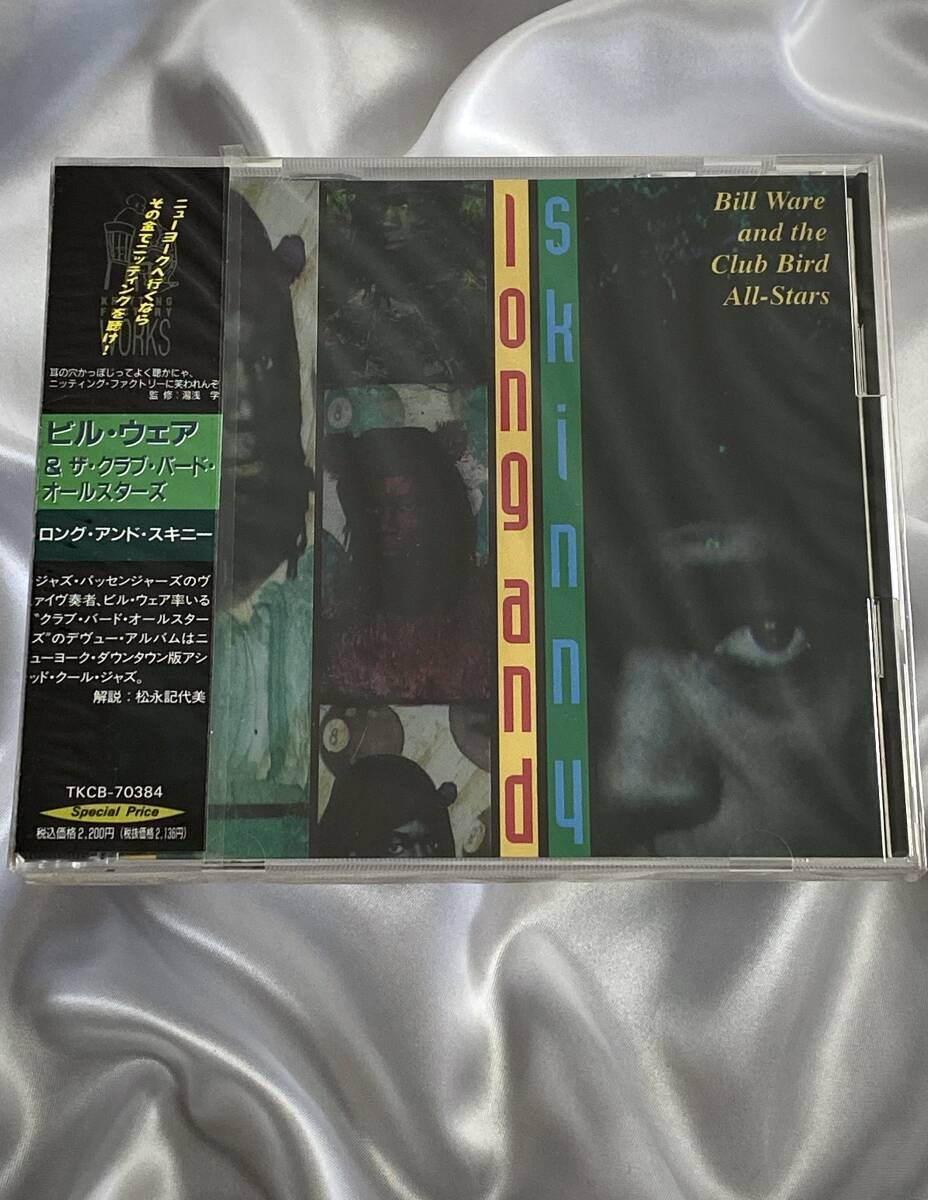 ニューヨークへ行くなら
その金でニッティングを聴け!
KNITTING
FACTORY
WORKS
耳の穴かっぽじってよく聴かにゃ、
ニッティング・ファクトリーに笑われんぞ
監修:湯浅 学
ビル・ウェア
& ザ・クラブ・バード・
オールスターズ
ロング・アンド・スキニー
ジャズ・パッセンジャーズのヴ
ァイヴ奏者、ビル・ウェア率いる
"クラブ・バード・オールスター
ズ"のデヴュー・アルバムはニ
ューヨーク・ダウンタウン版アシ
ッド・クール・ジャズ。
解説:松永記代美
TKCB-70384
Special Price
税込価格2,200円 (税抜価格2,136円)
long and
skinny
Bill Ware
and the
Club Bird
All-Stars
8
8